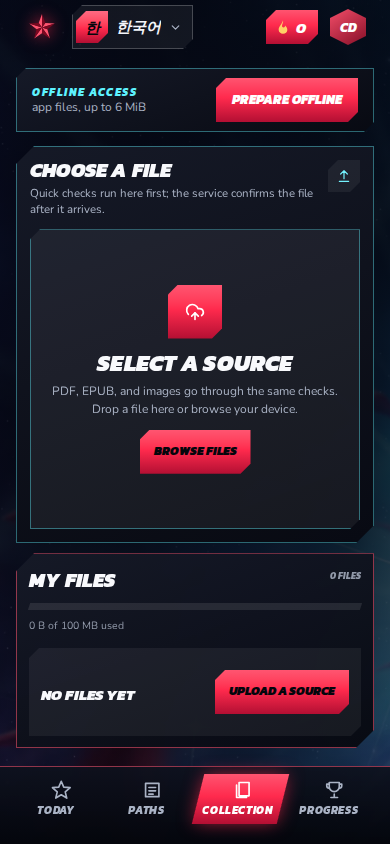 한 한국어
0
CD
OFFLINE ACCESS
app files, up to 6 MiB
PREPARE OFFLINE
CHOOSE A FILE
Quick checks run here first; the service confirms the file
after it arrives.
SELECT A SOURCE
PDF, EPUB, and images go through the same checks.
Drop a file here or browse your device.
BROWSE FILES
MY FILES
0 FILES
0 B of 100 MB used
NO FILES YET
UPLOAD A SOURCE
TODAY
PATHS
COLLECTION
PROGRESS